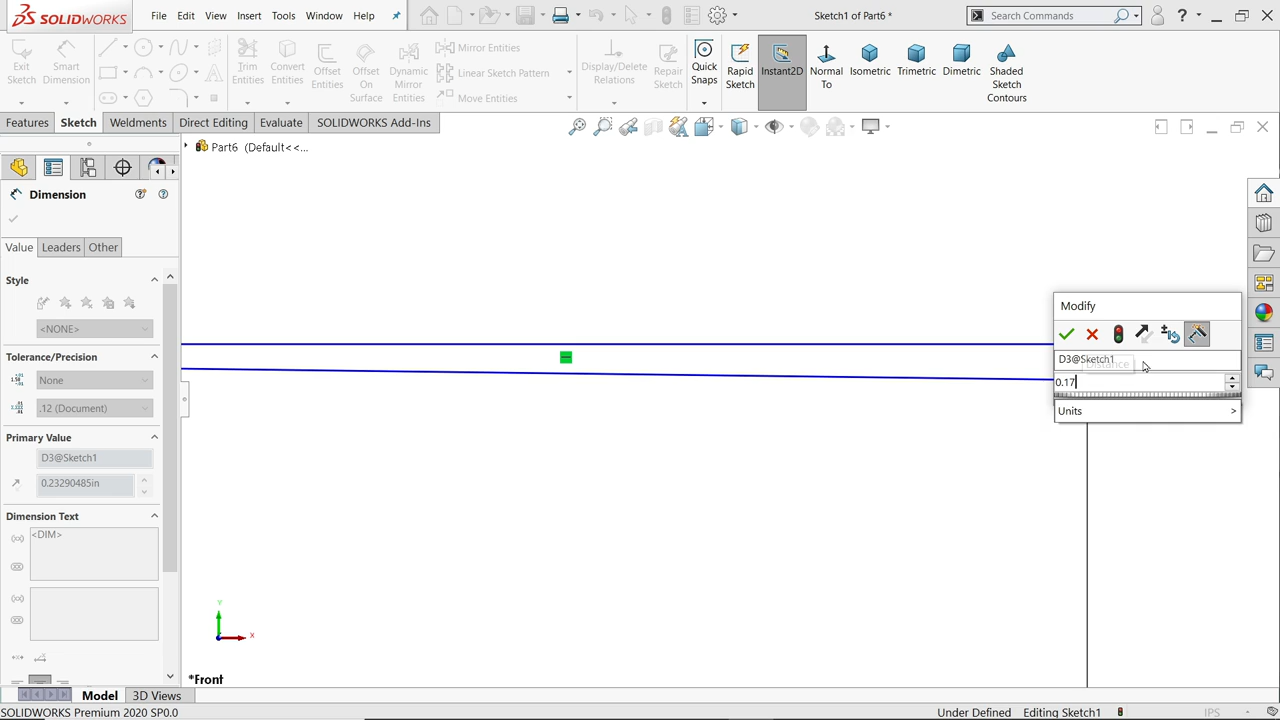 SOLIDWORKS
File Edit View Insert Tools Window Help
Sketch1 of Part6 *
Search Commands
?
Exit Sketch
Smart Dimension
Trim Entities
Convert Entities
Offset Entities
Offset On Surface
Dynamic Mirror Entities
Mirror Entities
Linear Sketch Pattern
Move Entities
Display/Delete Relations
Repair Sketch
Quick Snaps
Rapid Sketch
Instant2D
Normal To
Isometric
Trimetric
Dimetric
Shaded Sketch Contours
Features Sketch Weldments Direct Editing Evaluate SOLIDWORKS Add-Ins
Part6 (Default<<...
Dimension
Value Leaders Other
Style
<NONE>
Tolerance/Precision
None
.12 (Document)
Primary Value
D3@Sketch1
0.23290485in
Dimension Text
<DIM>
Modify
D3@Sketch1
Distance
0.17
Units >
Y
X
*Front
Model 3D Views
SOLIDWORKS Premium 2020 SP0.0
Under Defined Editing Sketch1 IPS